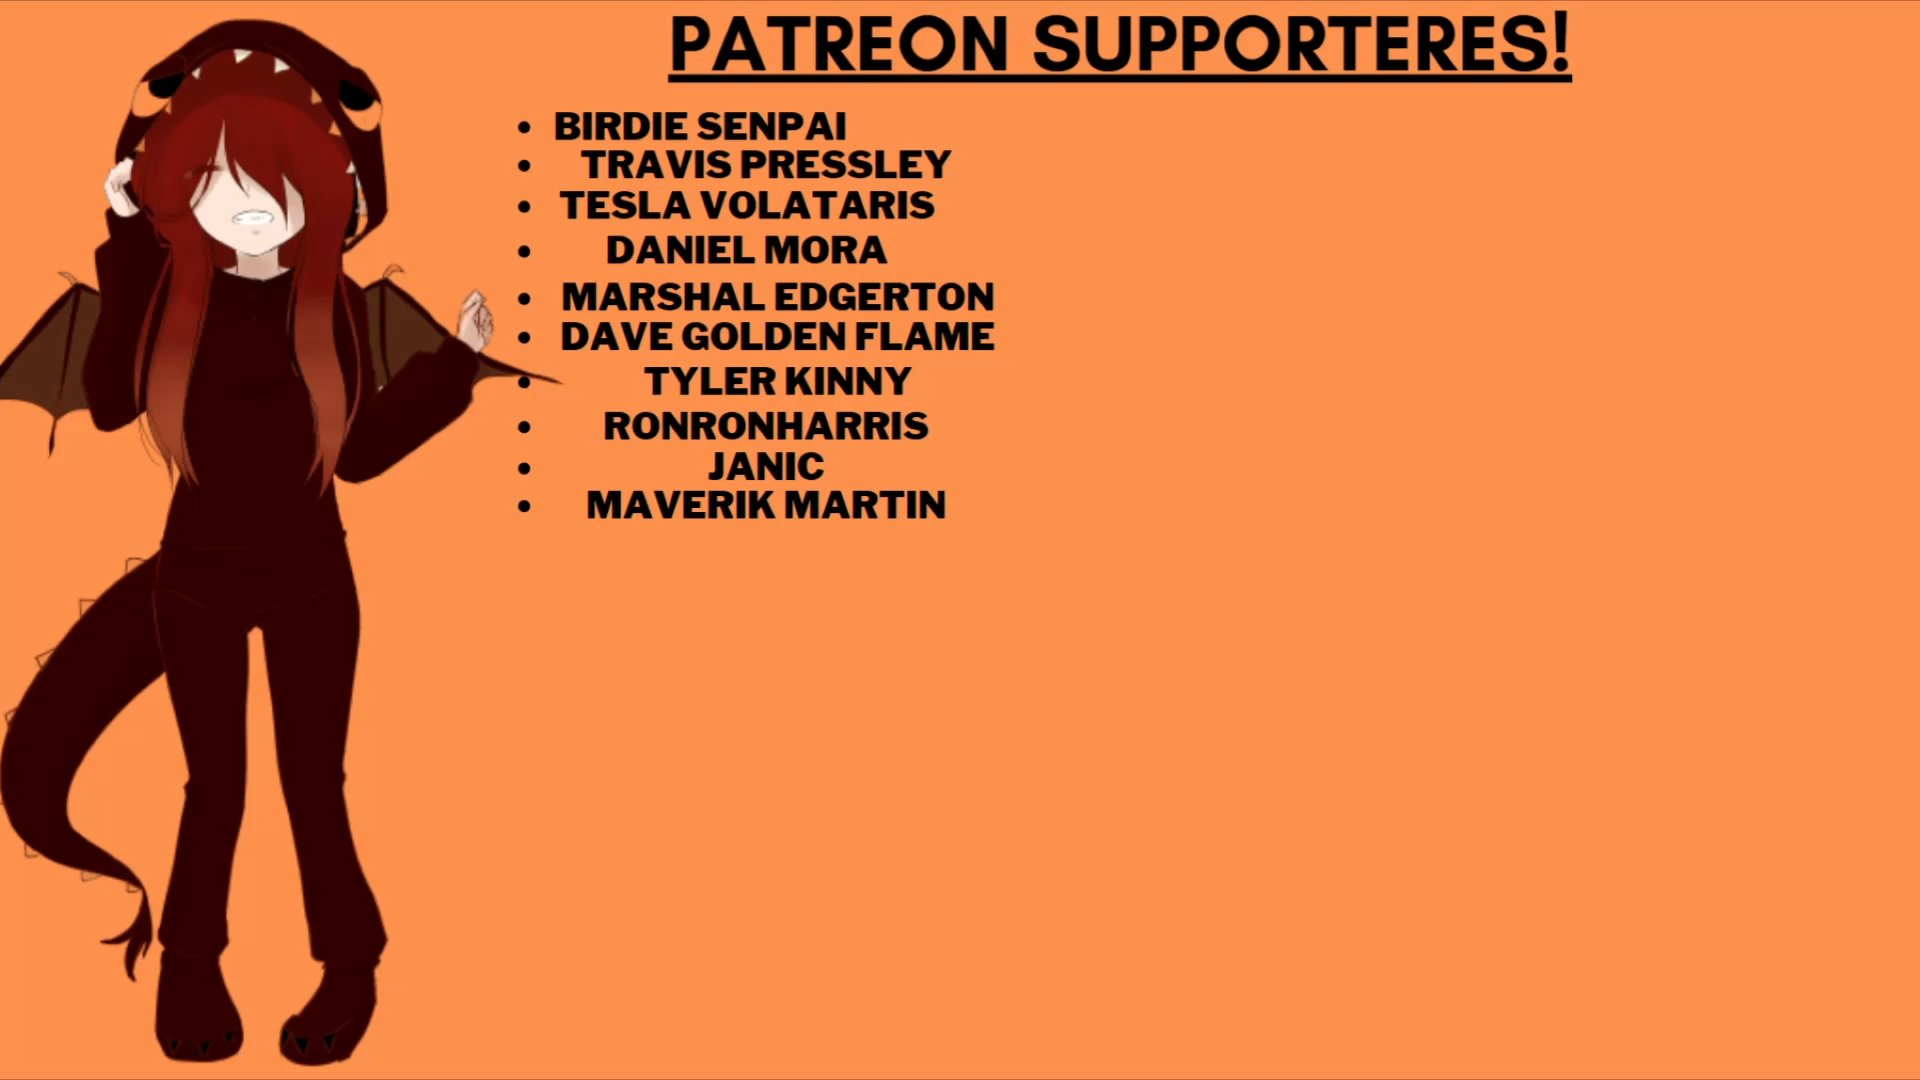 PATREON SUPPORTERES!
• BIRDIE SENPAI
• TRAVIS PRESSLEY
• TESLA VOLATARIS
• DANIEL MORA
• MARSHAL EDGERTON
• DAVE GOLDEN FLAME
• TYLER KINNY
• RONRONHARRIS
• JANIC
• MAVERIK MARTIN